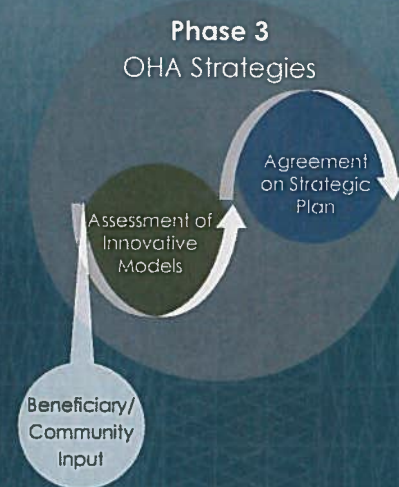 Phase 3
OHA Strategies
Agreement
on Strategic
Plan
Assessment of
Innovative
Models
Beneficiary/
Community
Input